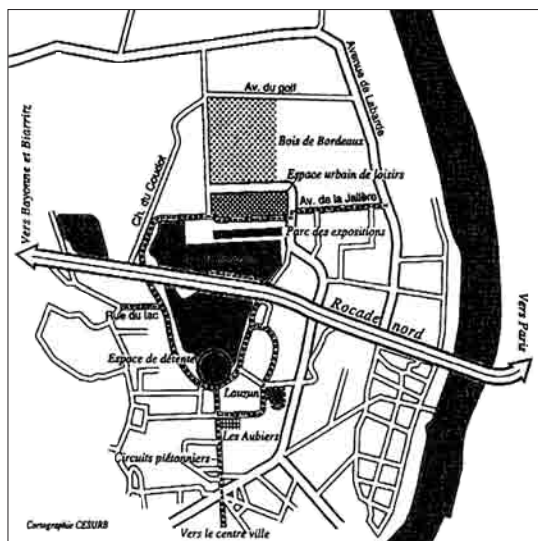 Avenue de Labarde
Av. du golf
Bois de Bordeaux
Vers Bayonne et Biarritz
Ch. du Coudot
Espace urbain de loisirs
Av. de la Jallère
Parc des expositions
Rocade nord
Vers Paris
Rue du lac
Espace de détente
Lauzun
Les Aubiers
Circuits piétonniers
Cartographie CESURB
Vers le centre ville